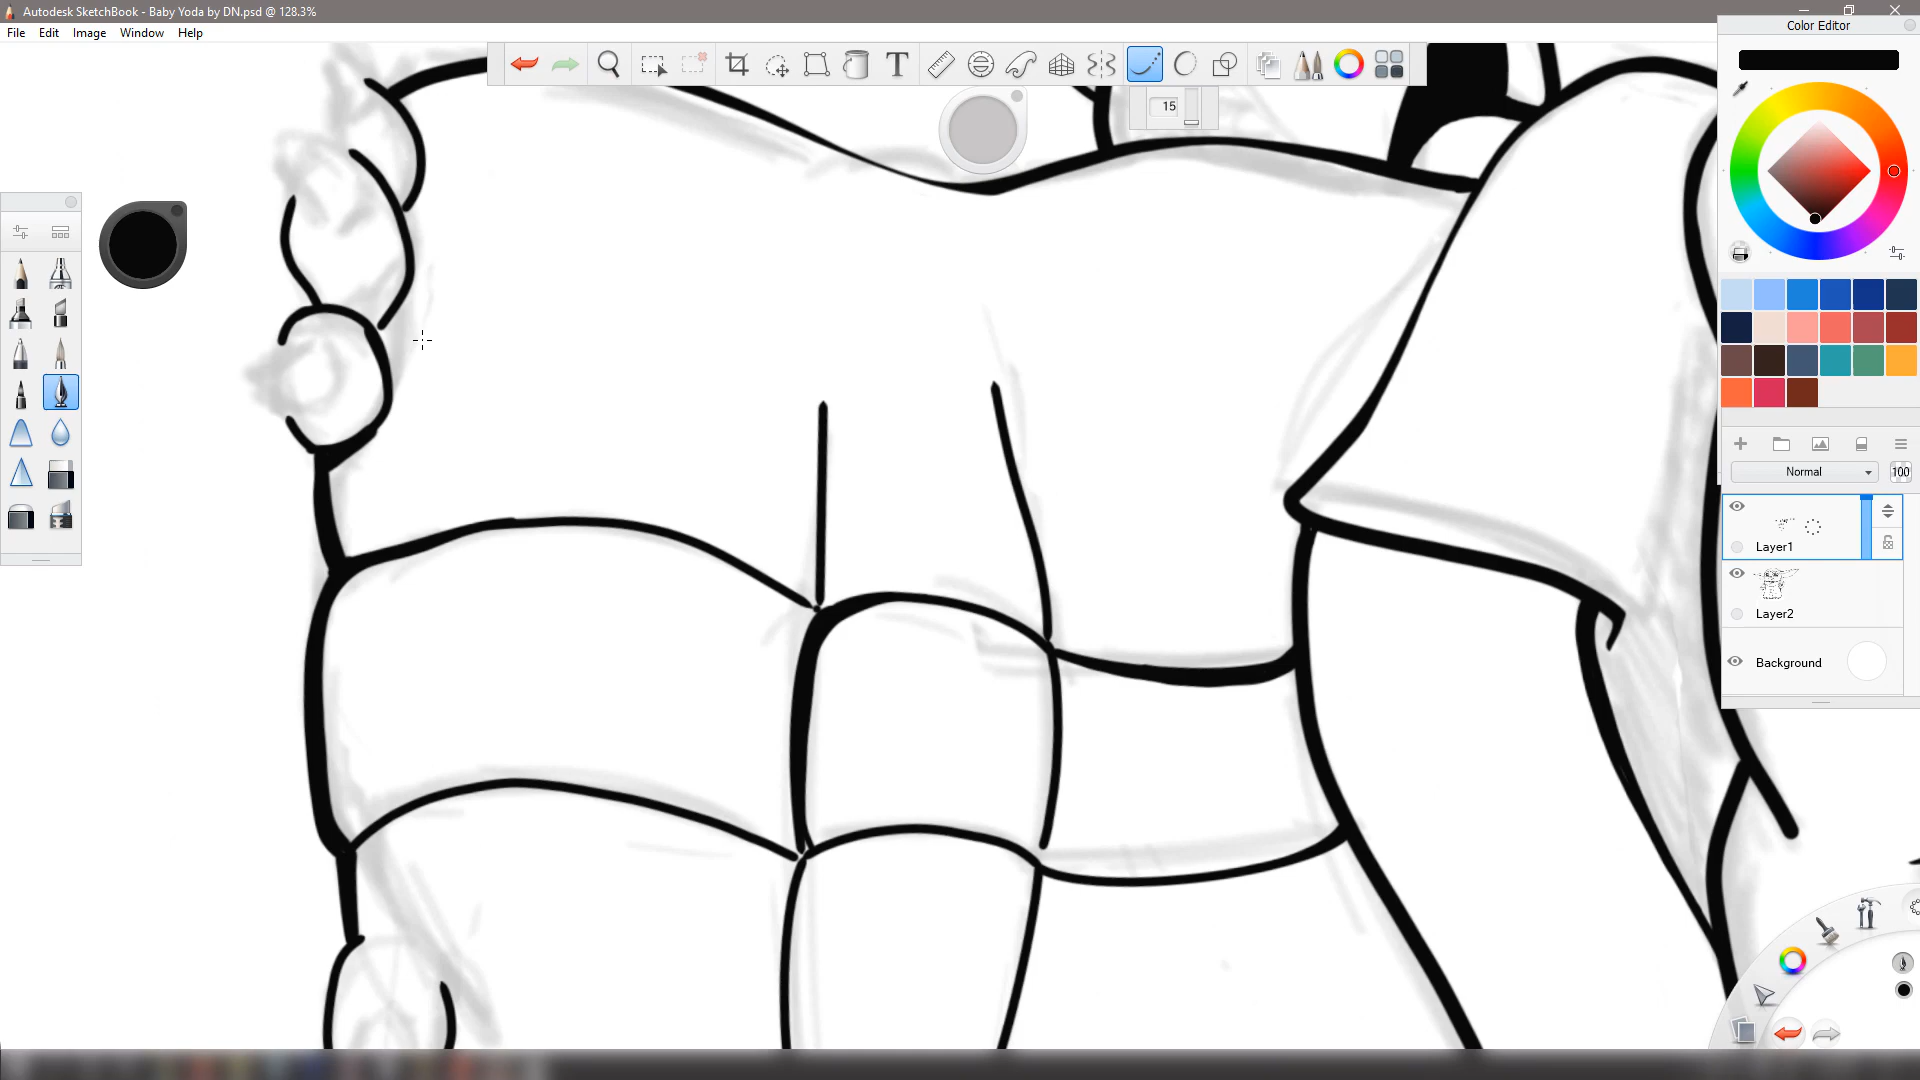 Autodesk SketchBook - Baby Yoda by DN.psd @ 128.3%
File Edit Image Window Help
Color Editor
15
Normal
100
Layer1
Layer2
Background